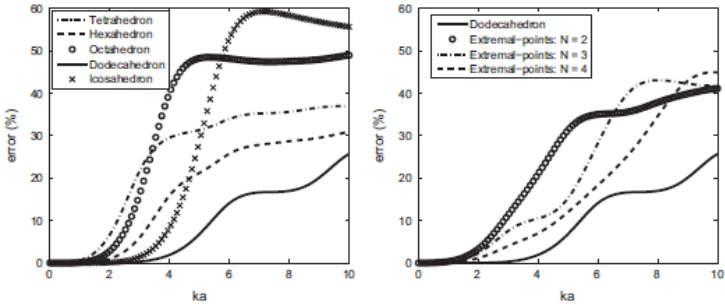 60
50
40
30
20
10
0
error (%)
Tetrahedron
Hexahedron
Octahedron
Dodecahedron
Icosahedron
0 2 4 6 8 10
ka
60
50
40
30
20
10
0
error (%)
Dodecahedron
Extremal-points: N = 2
Extremal-points: N = 3
Extremal-points: N = 4
0 2 4 6 8 10
ka